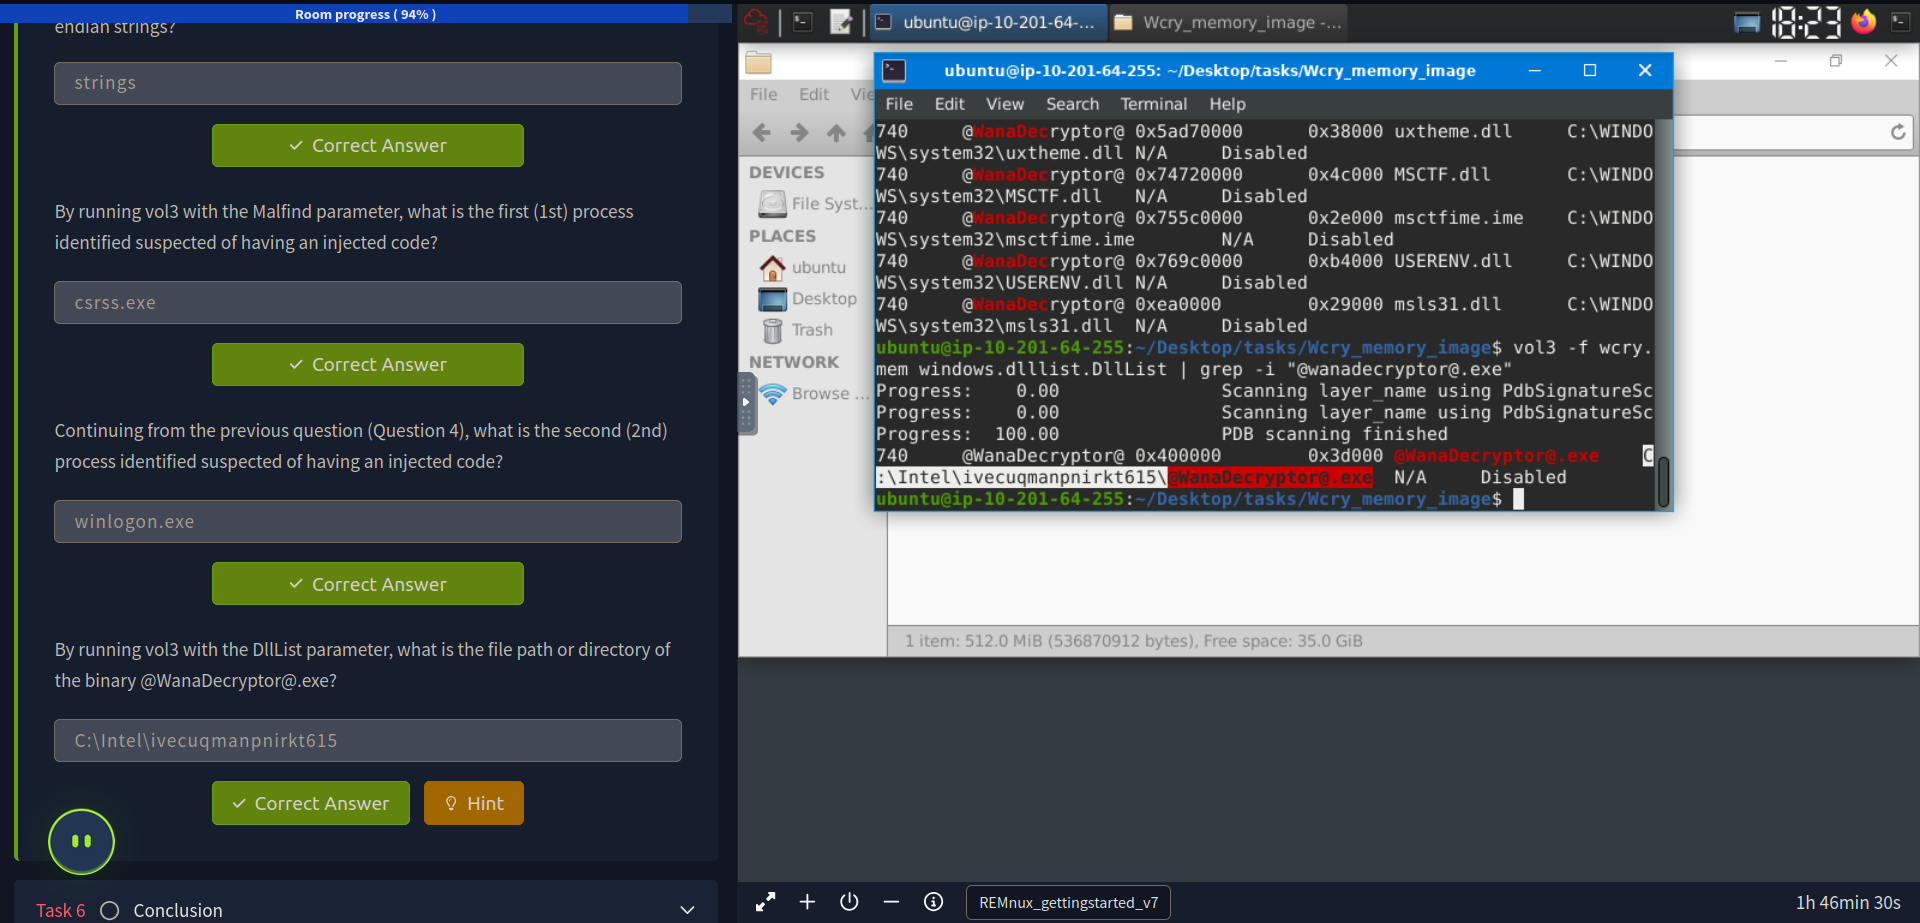 Room progress ( 94% )
endian strings?
strings
Correct Answer
By running vol3 with the Malfind parameter, what is the first (1st) process
identified suspected of having an injected code?
csrss.exe
Correct Answer
Continuing from the previous question (Question 4), what is the second (2nd)
process identified suspected of having an injected code?
winlogon.exe
Correct Answer
By running vol3 with the DllList parameter, what is the file path or directory of
the binary @WanaDecryptor@.exe?
C:\Intel\ivecuqmanpnirkt615
Correct Answer
Hint
Task 6 Conclusion
ubuntu@ip-10-201-64-...
Wcry_memory_image -...
18:23
File Edit Vie
DEVICES
File Syst...
PLACES
ubuntu
Desktop
Trash
NETWORK
Browse ...
ubuntu@ip-10-201-64-255: ~/Desktop/tasks/Wcry_memory_image
File Edit View Search Terminal Help
740 @WanaDecryptor@ 0x5ad70000 0x38000 uxtheme.dll C:\WINDO
WS\system32\uxtheme.dll N/A Disabled
740 @WanaDecryptor@ 0x74720000 0x4c000 MSCTF.dll C:\WINDO
WS\system32\MSCTF.dll N/A Disabled
740 @WanaDecryptor@ 0x755c0000 0x2e000 msctfime.ime C:\WINDO
WS\system32\msctfime.ime N/A Disabled
740 @WanaDecryptor@ 0x769c0000 0xb4000 USERENV.dll C:\WINDO
WS\system32\USERENV.dll N/A Disabled
740 @WanaDecryptor@ 0xea0000 0x29000 msls31.dll C:\WINDO
WS\system32\msls31.dll N/A Disabled
ubuntu@ip-10-201-64-255:~/Desktop/tasks/Wcry_memory_image$ vol3 -f wcry.
mem windows.dlllist.DllList | grep -i "@wanadecryptor@.exe"
Progress: 0.00 Scanning layer_name using PdbSignatureSc
Progress: 0.00 Scanning layer_name using PdbSignatureSc
Progress: 100.00 PDB scanning finished
740 @WanaDecryptor@ 0x400000 0x3d000 @WanaDecryptor@.exe C
:\Intel\ivecuqmanpnirkt615\@WanaDecryptor@.exe N/A Disabled
ubuntu@ip-10-201-64-255:~/Desktop/tasks/Wcry_memory_image$
1 item: 512.0 MiB (536870912 bytes), Free space: 35.0 GiB
REMnux_gettingstarted_v7
1h 46min 30s